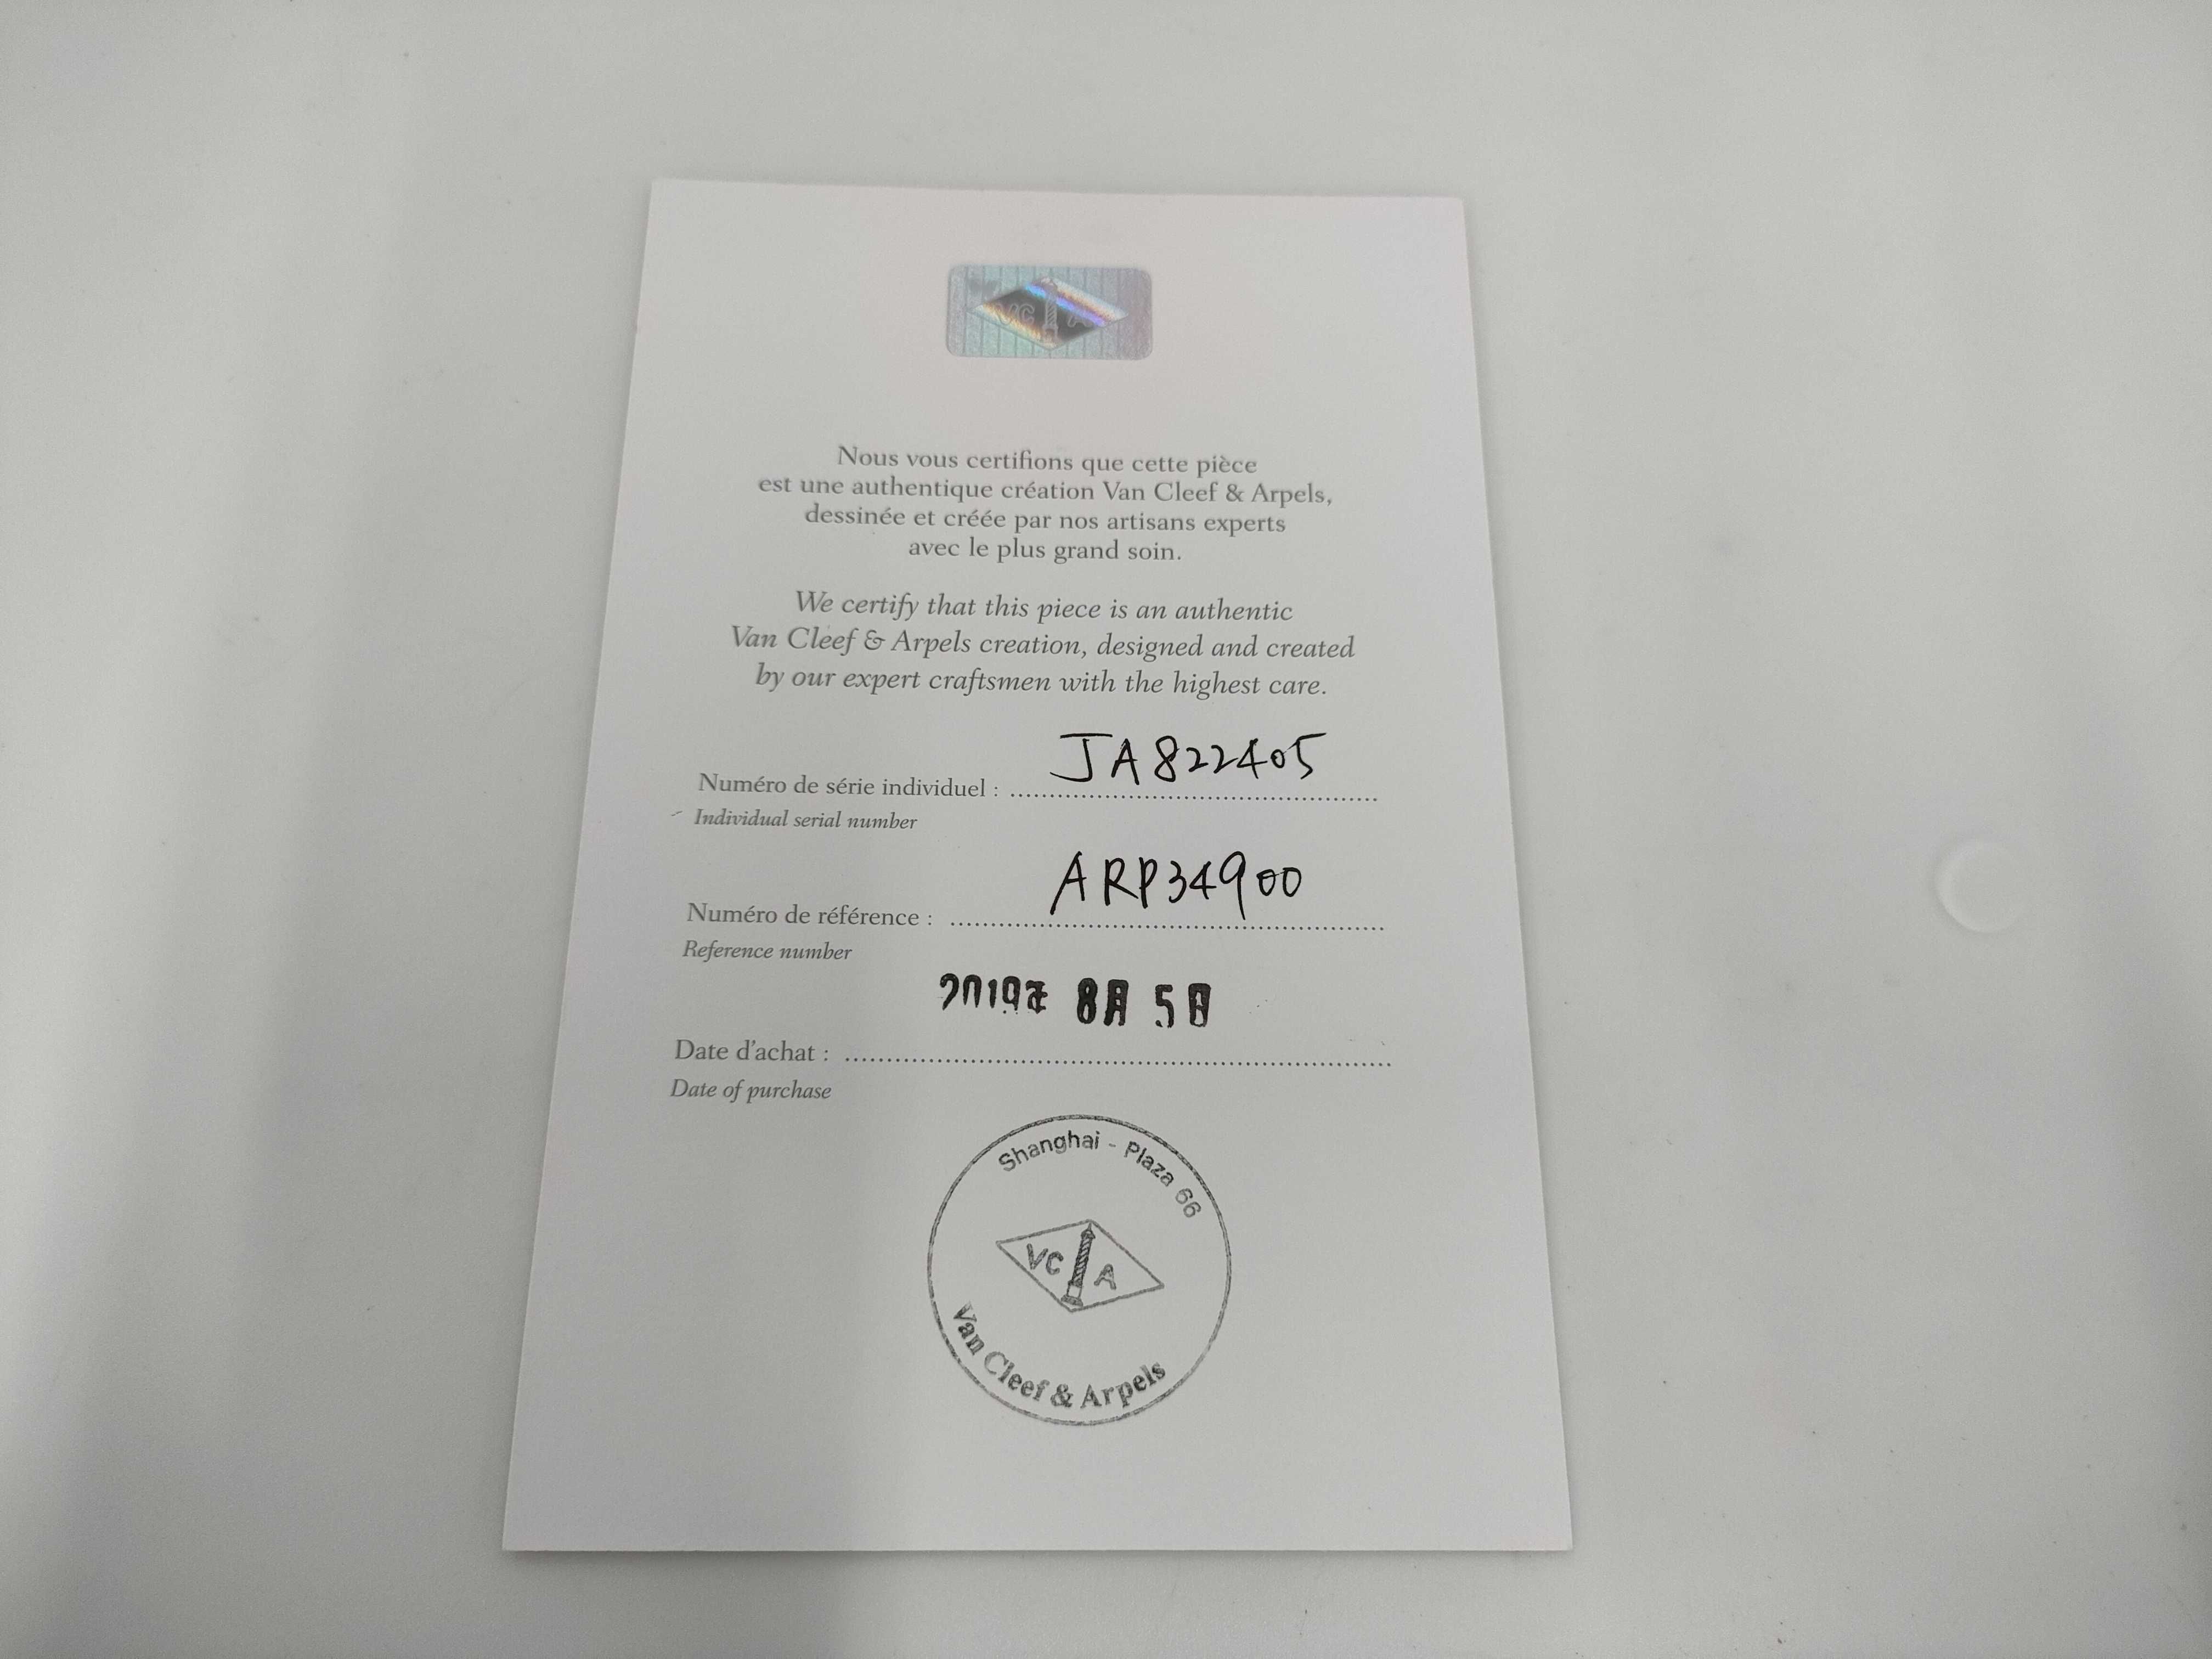 VC A
Nous vous certifions que cette pièce
est une authentique création Van Cleef & Arpels,
dessinée et créée par nos artisans experts
avec le plus grand soin.
We certify that this piece is an authentic
Van Cleef & Arpels creation, designed and created
by our expert craftsmen with the highest care.
JA822405
Numéro de série individuel :
Individual serial number
ARP34900
Numéro de référence :
Reference number
2019年 8月 5日
Date d'achat :
Date of purchase
Shanghai - Plaza 66
VC A
Van Cleef & Arpels